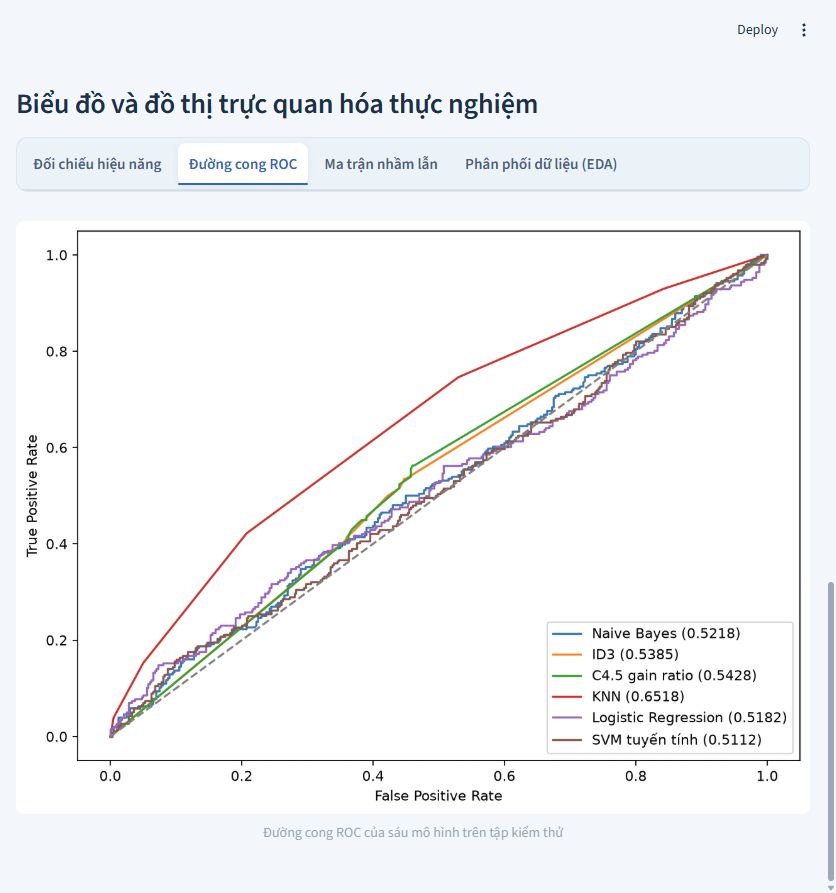 Deploy
Biểu đồ và đồ thị trực quan hóa thực nghiệm
Đối chiếu hiệu năng
Đường cong ROC
Ma trận nhầm lẫn
Phân phối dữ liệu (EDA)
True Positive Rate
1.0
0.8
0.6
0.4
0.2
0.0
Naive Bayes (0.5218)
ID3 (0.5385)
C4.5 gain ratio (0.5428)
KNN (0.6518)
Logistic Regression (0.5182)
SVM tuyến tính (0.5112)
0.0 0.2 0.4 0.6 0.8 1.0
False Positive Rate
Đường cong ROC của sáu mô hình trên tập kiểm thử